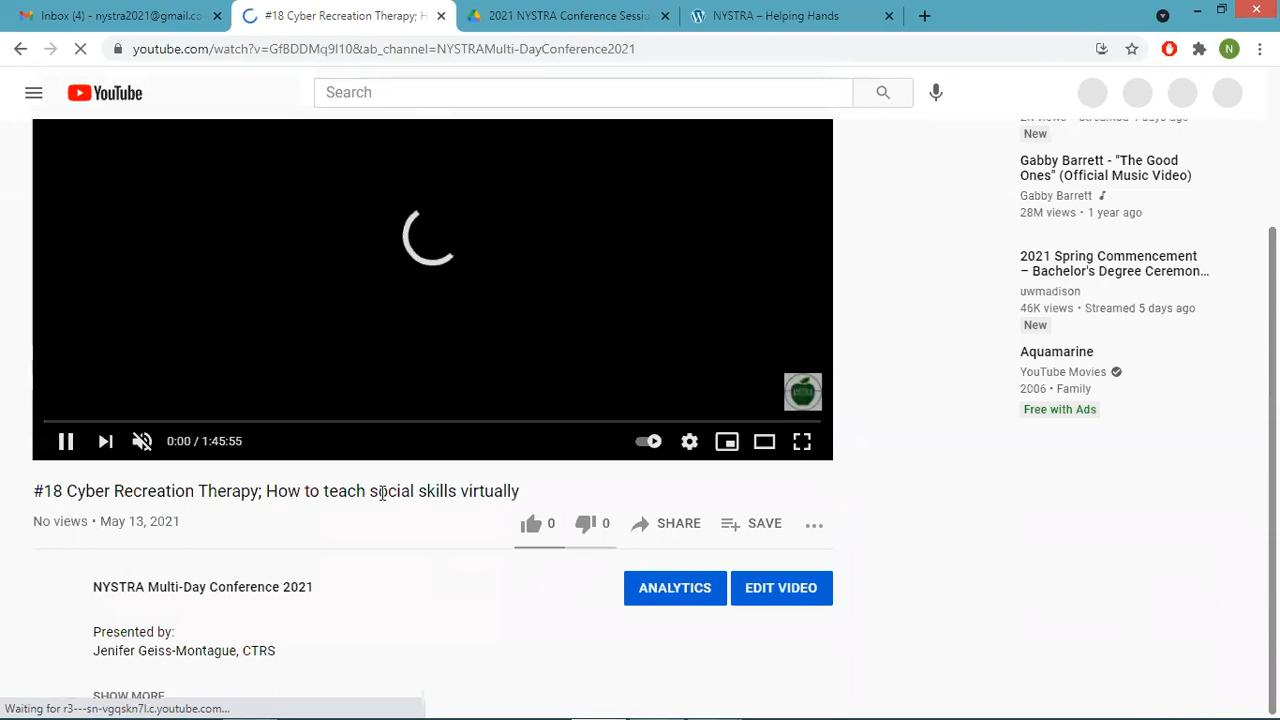 Inbox (4) - nystra2021@gmail.co
#18 Cyber Recreation Therapy; H
2021 NYSTRA Conference Sessio
NYSTRA – Helping Hands
youtube.com/watch?v=GfBDDMq9l10&ab_channel=NYSTRAMulti-DayConference2021
N
YouTube
Search
New
Gabby Barrett - "The Good
Ones" (Official Music Video)
Gabby Barrett
28M views • 1 year ago
2021 Spring Commencement
– Bachelor's Degree Ceremon...
uwmadison
46K views • Streamed 5 days ago
New
Aquamarine
YouTube Movies
2006 • Family
Free with Ads
NYSTRA
0:00 / 1:45:55
#18 Cyber Recreation Therapy; How to teach social skills virtually
No views • May 13, 2021
0
0
SHARE
SAVE
NYSTRA Multi-Day Conference 2021
ANALYTICS
EDIT VIDEO
Presented by:
Jenifer Geiss-Montague, CTRS
SHOW MORE
Waiting for r3---sn-vgqskn7l.c.youtube.com...